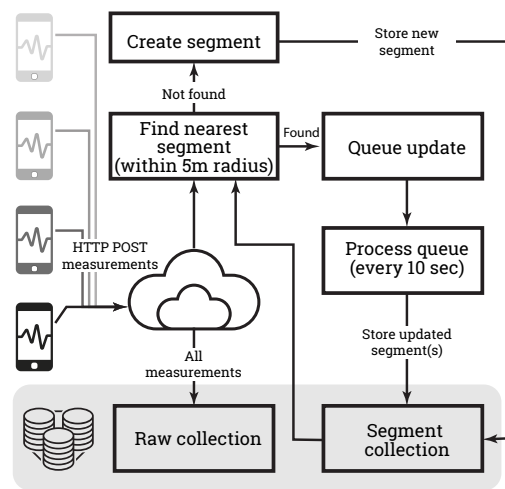 Create segment
Store new
segment
Not found
Find nearest
segment
(within 5m radius)
Found
Queue update
HTTP POST
measurements
Process queue
(every 10 sec)
Store updated
segment(s)
All
measurements
Raw collection
Segment
collection